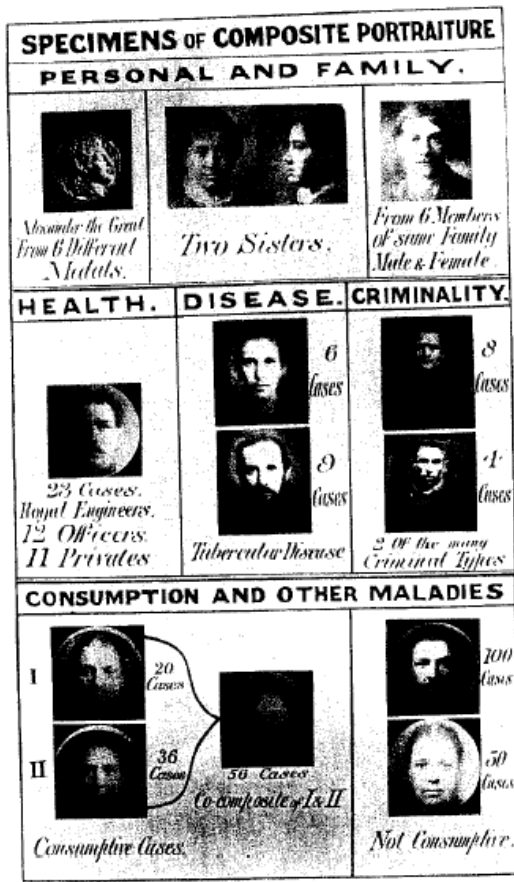 SPECIMENS OF COMPOSITE PORTRAITURE
PERSONAL AND FAMILY.
Alexander the Great
From 6 Different
Medals.
Two Sisters.
From 6 Members
of same Family
Male & Female.
HEALTH.
23 Cases.
Royal Engineers.
12 Officers.
11 Privates
DISEASE.
6
Cases
9
Cases
Tubercular Disease
CRIMINALITY.
8
Cases
4
Cases
2 Of the many
Criminal Types
CONSUMPTION AND OTHER MALADIES
I
20
Cases
II
36
Cases
Consumptive Cases.
56 Cases
Co-composite of I & II
100
Cases
50
Cases
Not Consumptive.